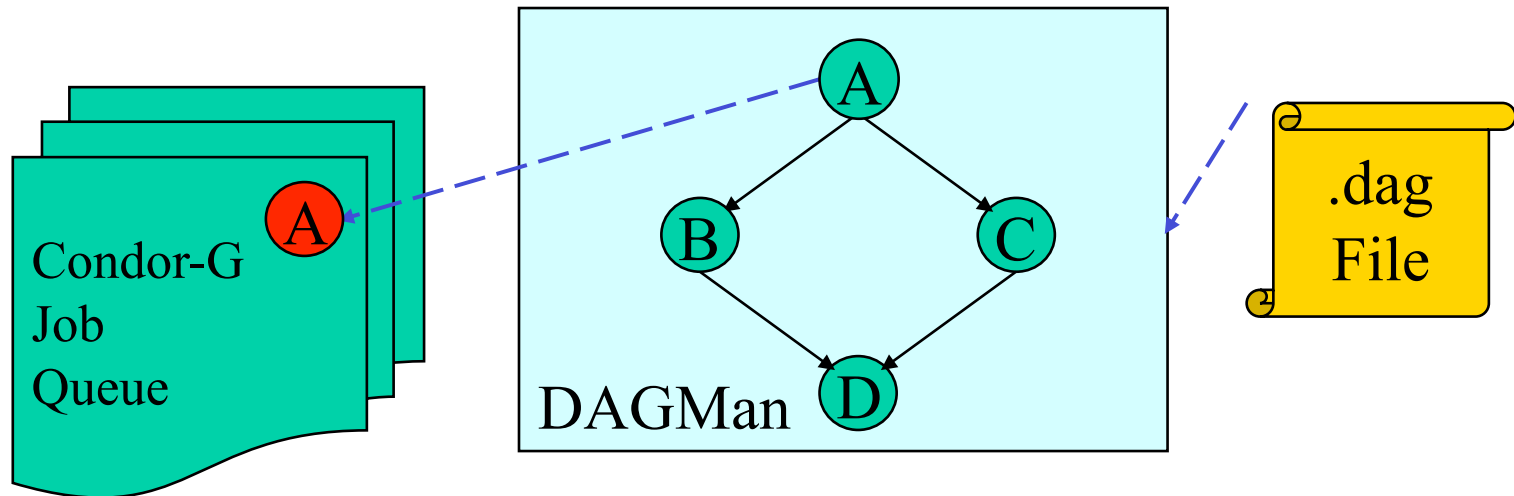 A
Condor-G
Job
Queue
A
B
C
D
DAGMan
.dag
File